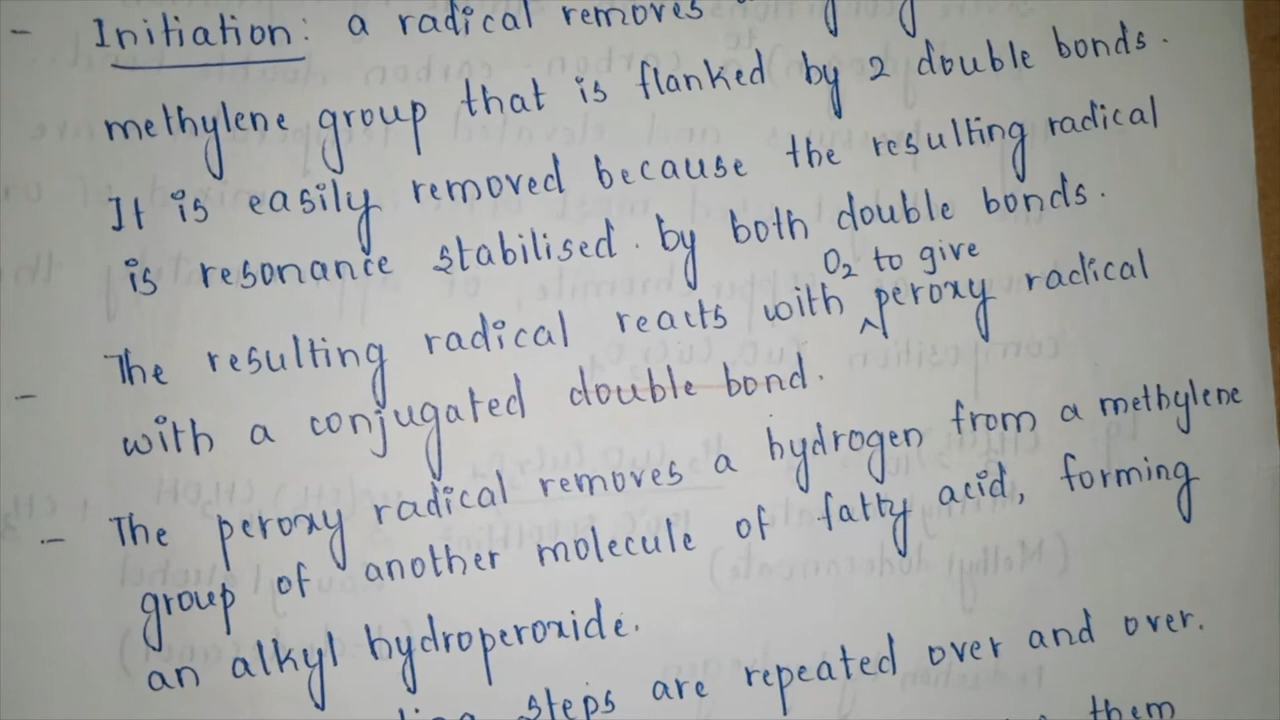 - Initiation: a radical removes
methylene group that is flanked by 2 double bonds.
It is easily removed because the resulting radical
is resonance stabilised. by both double bonds.
O2 to give
- The resulting radical reacts with ^ peroxy radical
with a conjugated double bond.
- The peroxy radical removes a hydrogen from a methylene
group of another molecule of fatty acid, forming
an alkyl hydroperoxide.
steps are repeated over and over.
them